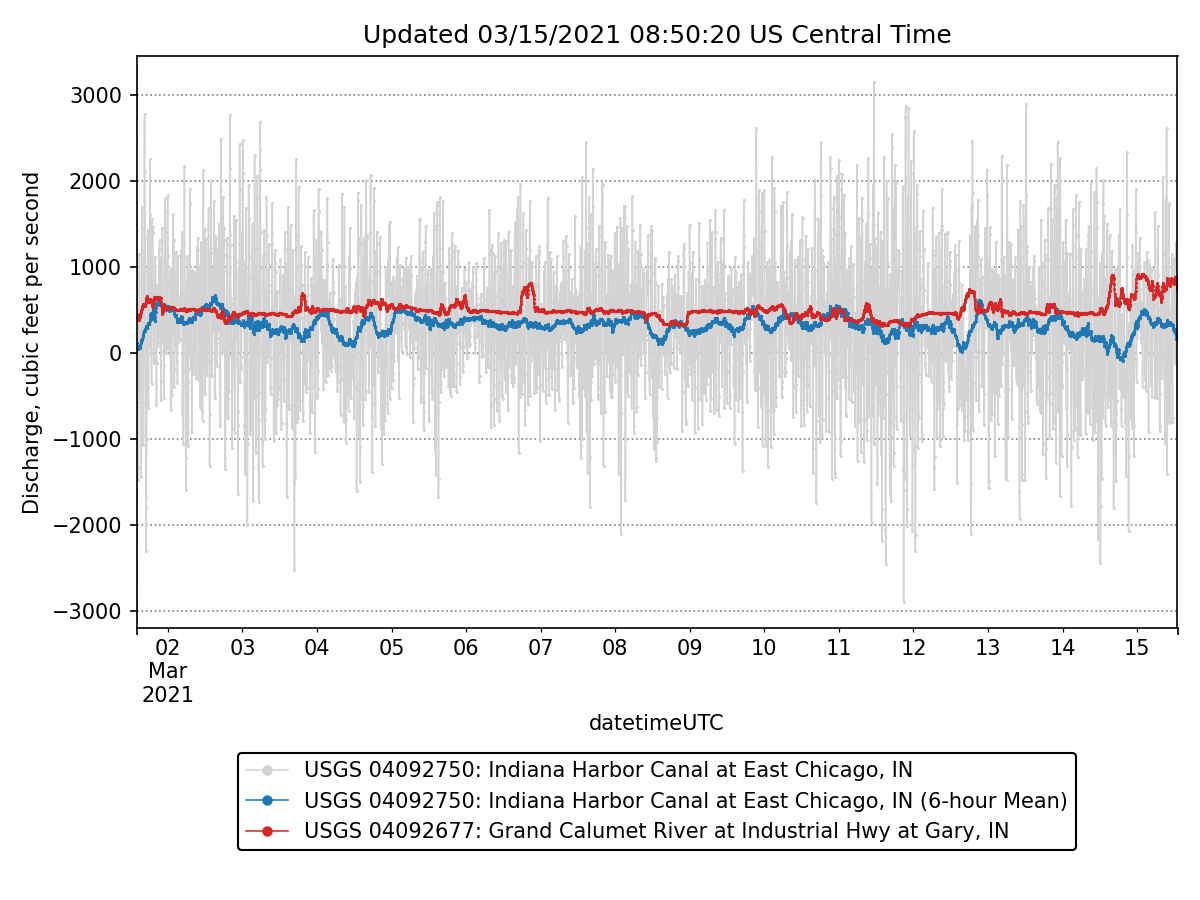 Updated 03/15/2021 08:50:20 US Central Time
Discharge, cubic feet per second
3000
2000
1000
0
−1000
−2000
−3000
02 03 04 05 06 07 08 09 10 11 12 13 14 15
Mar
2021
datetimeUTC
USGS 04092750: Indiana Harbor Canal at East Chicago, IN
USGS 04092750: Indiana Harbor Canal at East Chicago, IN (6-hour Mean)
USGS 04092677: Grand Calumet River at Industrial Hwy at Gary, IN